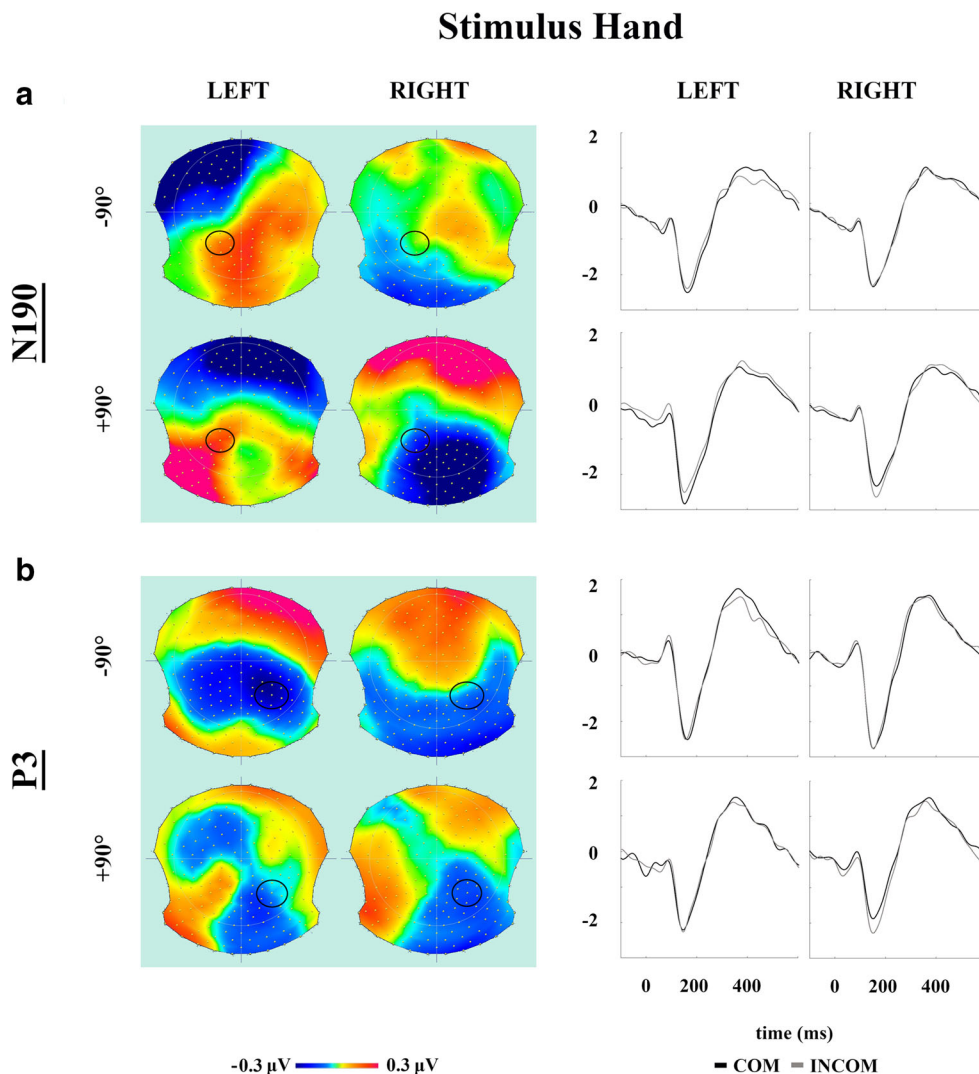 Stimulus Hand
a
LEFT RIGHT LEFT RIGHT
N190
-90°
+90°
2
0
-2
2
0
-2
b
P3
-90°
+90°
2
0
-2
2
0
-2
0 200 400 0 200 400
time (ms)
-0.3 µV 0.3 µV
COM INCOM